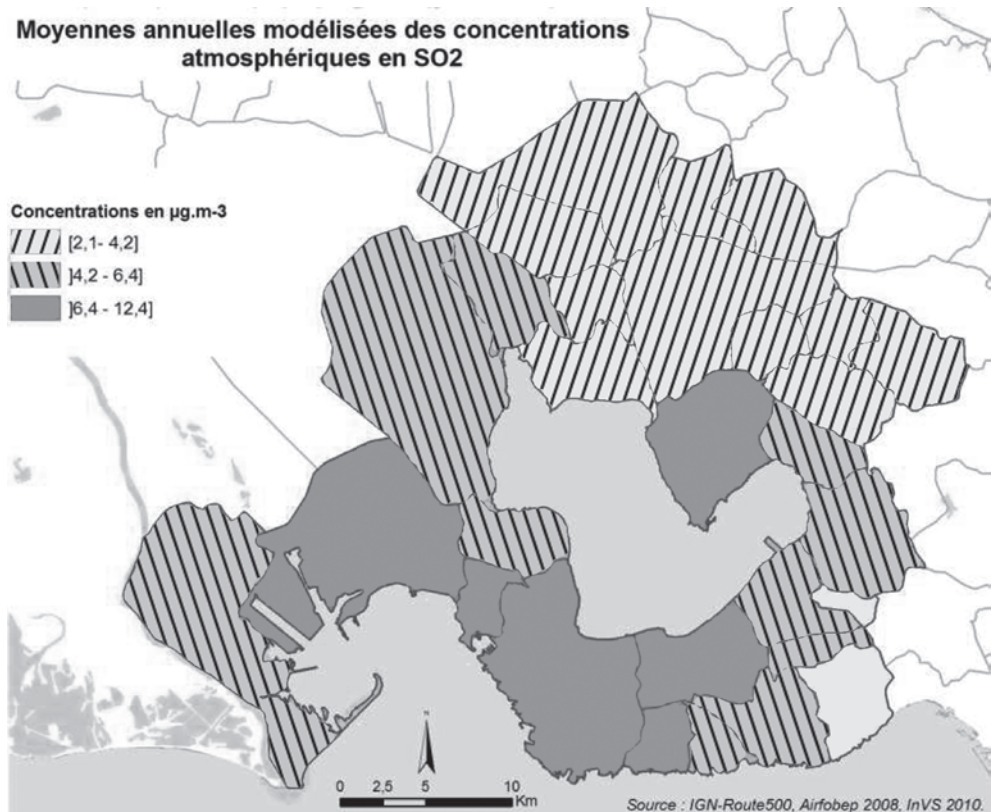 Moyennes annuelles modélisées des concentrations
atmosphériques en SO2
Concentrations en µg.m-3
[2,1- 4,2]
]4,2 - 6,4]
]6,4 - 12,4]
N
0 2,5 5 10
Km
Source : IGN-Route500, Airfobep 2008, InVS 2010.